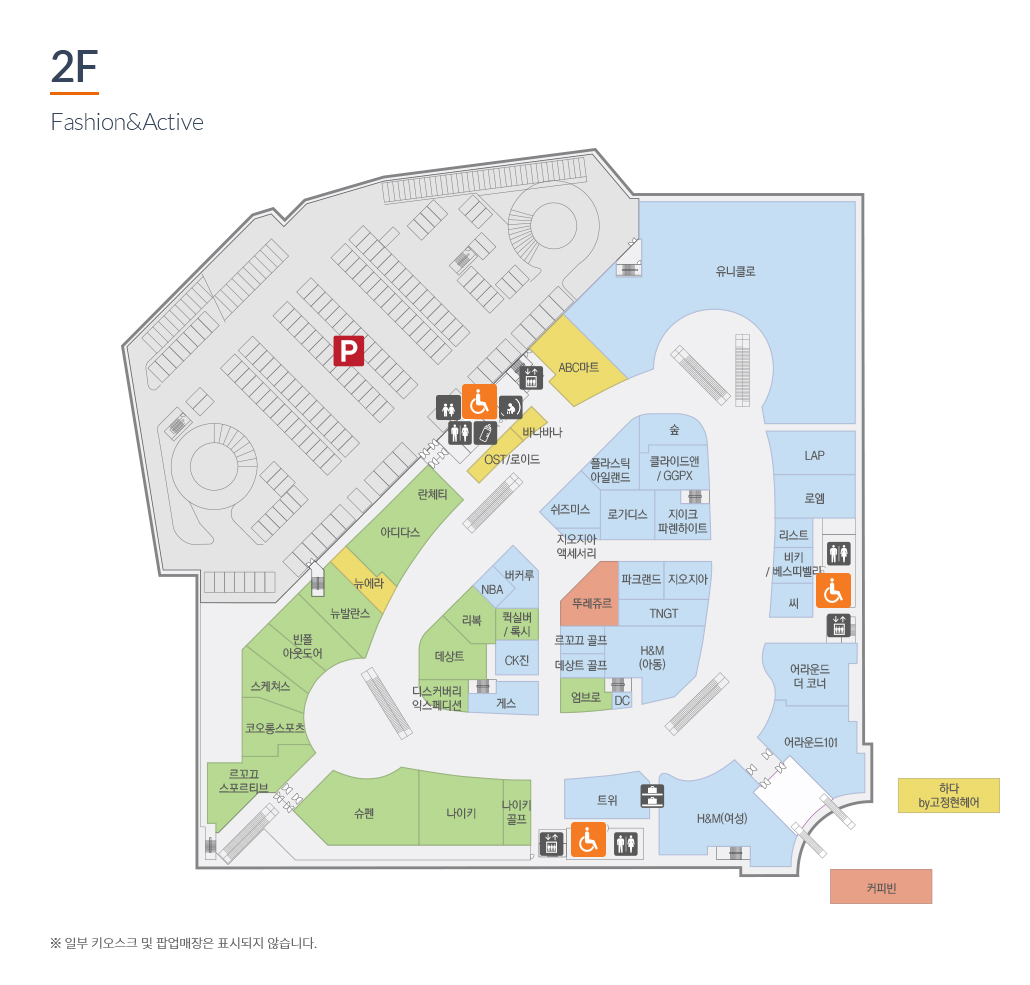 2F
Fashion&Active
유니클로
P
ABC마트
바나바나
OST/로이드
숲
플라스틱
아일랜드
클라이드앤
/ GGPX
LAP
란체티
로엠
쉬즈미스
로가디스
지이크
파렌하이트
아디다스
리스트
지오지아
액세서리
비키
/ 베스띠벨리
뉴에라
버커루
NBA
파크랜드
지오지아
씨
뚜레쥬르
뉴발란스
리복
퀵실버
/ 록시
TNGT
빈폴
아웃도어
르꼬끄 골프
데상트
CK진
데상트 골프
H&M
(아동)
어라운드
더 코너
스케쳐스
디스커버리
익스페디션
게스
엄브로
DC
코오롱스포츠
어라운드101
르꼬끄
스포르티브
하다
by고정현헤어
슈펜
나이키
나이키
골프
트위
H&M(여성)
커피빈
※ 일부 키오스크 및 팝업매장은 표시되지 않습니다.